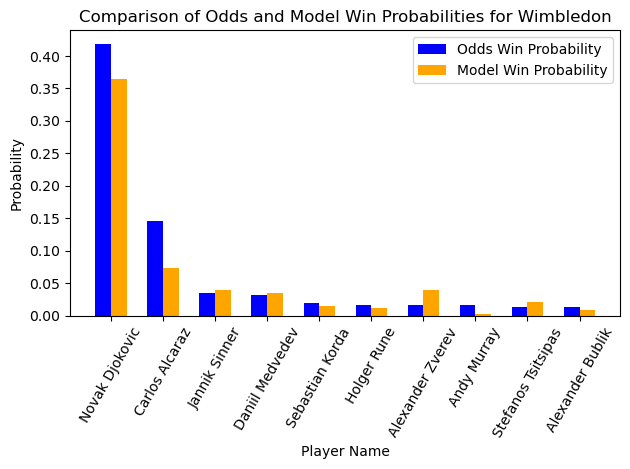 Comparison of Odds and Model Win Probabilities for Wimbledon
Odds Win Probability
Model Win Probability
Probability
0.40
0.35
0.30
0.25
0.20
0.15
0.10
0.05
0.00
Novak Djokovic
Carlos Alcaraz
Jannik Sinner
Daniil Medvedev
Sebastian Korda
Holger Rune
Alexander Zverev
Andy Murray
Stefanos Tsitsipas
Alexander Bublik
Player Name